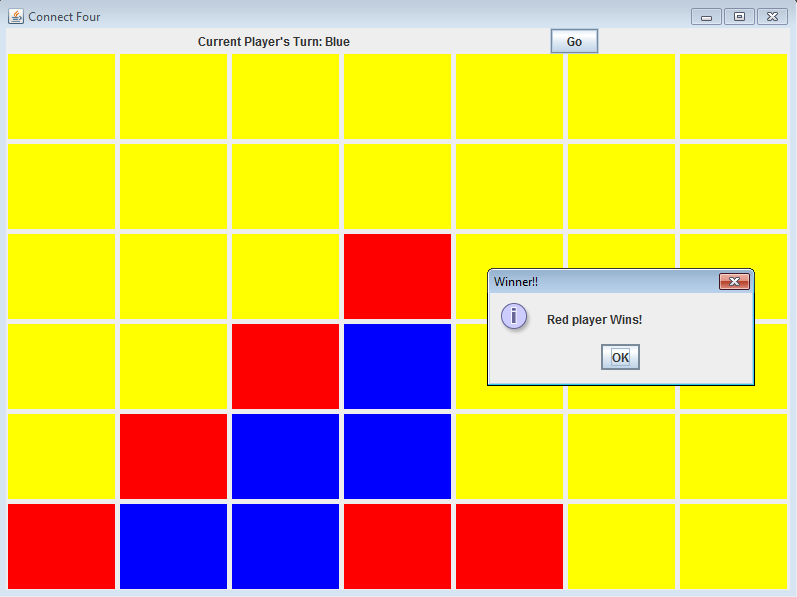 Connect Four
Current Player's Turn: Blue
Go
Winner!!
i
Red player Wins!
OK